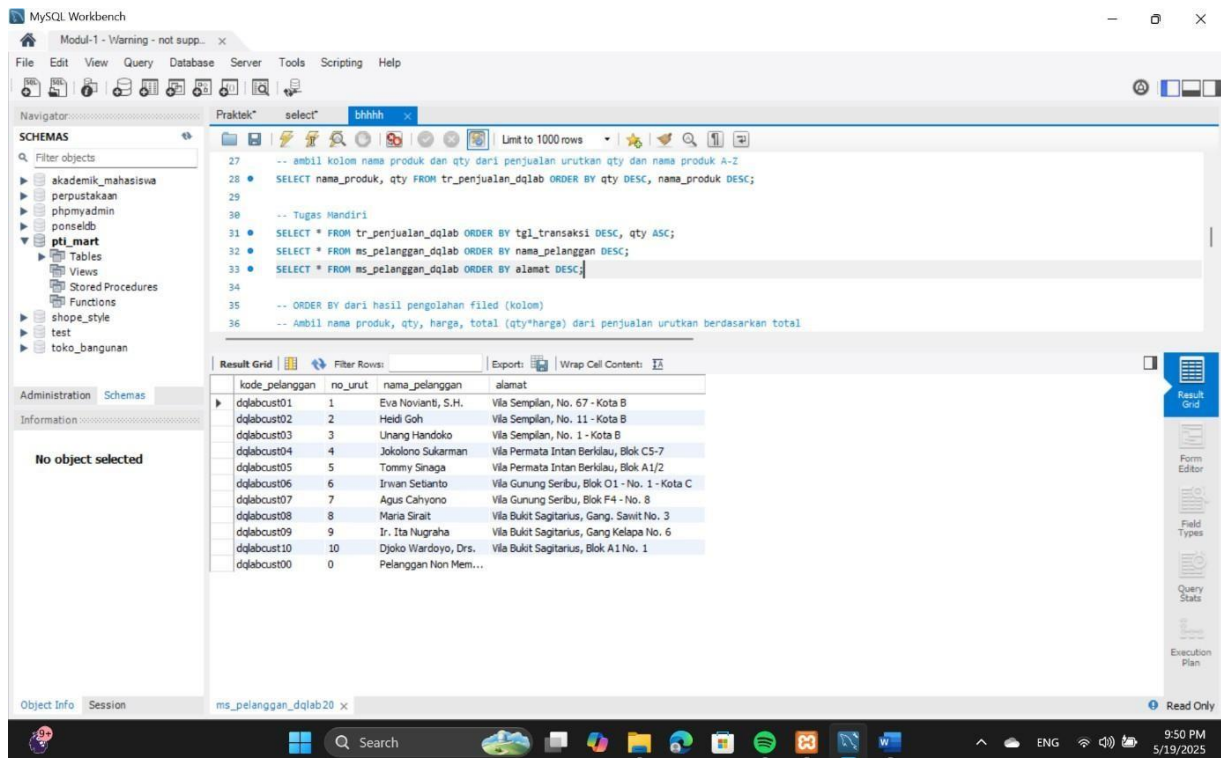 MySQL Workbench
Modul-1 - Warning - not supp..
File Edit View Query Database Server Tools Scripting Help
Navigator
Praktek* select* bhhhh
SCHEMAS
Limit to 1000 rows
Filter objects
akademik_mahasiswa
perpustakaan
phpmyadmin
ponseldb
pti_mart
Tables
Views
Stored Procedures
Functions
shope_style
test
toko_bangunan
27 -- ambil kolom nama produk dan qty dari penjualan urutkan qty dan nama produk A-Z
28 SELECT nama_produk, qty FROM tr_penjualan_dqlab ORDER BY qty DESC, nama_produk DESC;
29
30 -- Tugas Mandiri
31 SELECT * FROM tr_penjualan_dqlab ORDER BY tgl_transaksi DESC, qty ASC;
32 SELECT * FROM ms_pelanggan_dqlab ORDER BY nama_pelanggan DESC;
33 SELECT * FROM ms_pelanggan_dqlab ORDER BY alamat DESC;
34
35 -- ORDER BY dari hasil pengolahan filed (kolom)
36 -- Ambil nama produk, qty, harga, total (qty*harga) dari penjualan urutkan berdasarkan total
Administration Schemas
Information
No object selected
Result Grid Filter Rows: Export: Wrap Cell Content:
kode_pelanggan no_urut nama_pelanggan alamat
dqlabcust01 1 Eva Novianti, S.H. Vila Sempilan, No. 67 - Kota B
dqlabcust02 2 Heidi Goh Vila Sempilan, No. 11 - Kota B
dqlabcust03 3 Unang Handoko Vila Sempilan, No. 1 - Kota B
dqlabcust04 4 Jokolono Sukarman Vila Permata Intan Berkilau, Blok C5-7
dqlabcust05 5 Tommy Sinaga Vila Permata Intan Berkilau, Blok A1/2
dqlabcust06 6 Irwan Setianto Vila Gunung Seribu, Blok O1 - No. 1 - Kota C
dqlabcust07 7 Agus Cahyono Vila Gunung Seribu, Blok F4 - No. 8
dqlabcust08 8 Maria Sirait Vila Bukit Sagitarius, Gang. Sawit No. 3
dqlabcust09 9 Ir. Ita Nugraha Vila Bukit Sagitarius, Gang Kelapa No. 6
dqlabcust10 10 Djoko Wardoyo, Drs. Vila Bukit Sagitarius, Blok A1 No. 1
dqlabcust00 0 Pelanggan Non Mem...
Result
Grid
Form
Editor
Field
Types
Query
Stats
Execution
Plan
Object Info Session
ms_pelanggan_dqlab20
Read Only
9+
Search
ENG
9:50 PM
5/19/2025